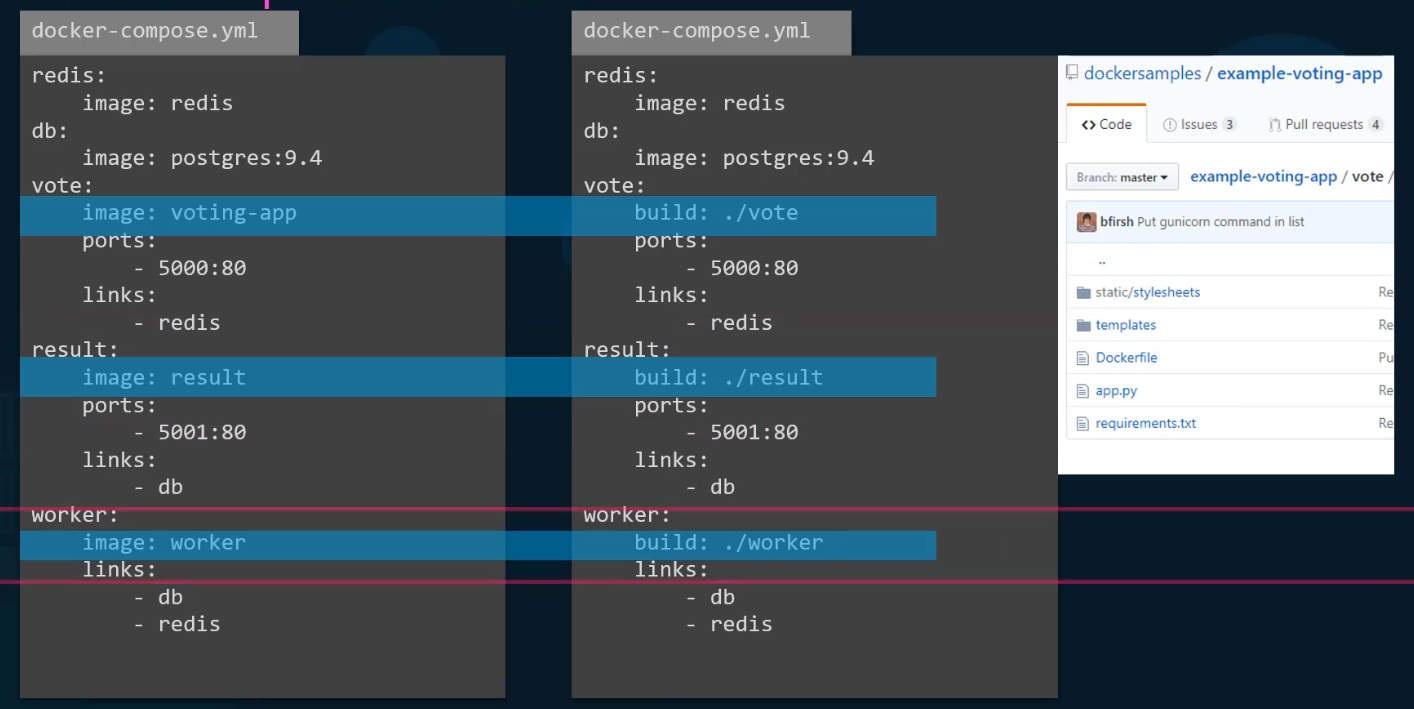 docker-compose.yml
redis:
    image: redis
db:
    image: postgres:9.4
vote:
    image: voting-app
    ports:
        - 5000:80
    links:
        - redis
result:
    image: result
    ports:
        - 5001:80
    links:
        - db
worker:
    image: worker
    links:
        - db
        - redis
docker-compose.yml
redis:
    image: redis
db:
    image: postgres:9.4
vote:
    build: ./vote
    ports:
        - 5000:80
    links:
        - redis
result:
    build: ./result
    ports:
        - 5001:80
    links:
        - db
worker:
    build: ./worker
    links:
        - db
        - redis
dockersamples / example-voting-app
<> Code Issues 3 Pull requests 4
Branch: master example-voting-app / vote /
bfirsh Put gunicorn command in list
..
static/stylesheets Re
templates Re
Dockerfile Pu
app.py Re
requirements.txt Re